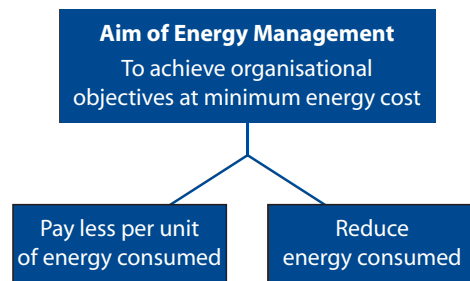 Aim of Energy Management
To achieve organisational
objectives at minimum energy cost
Pay less per unit
of energy consumed
Reduce
energy consumed